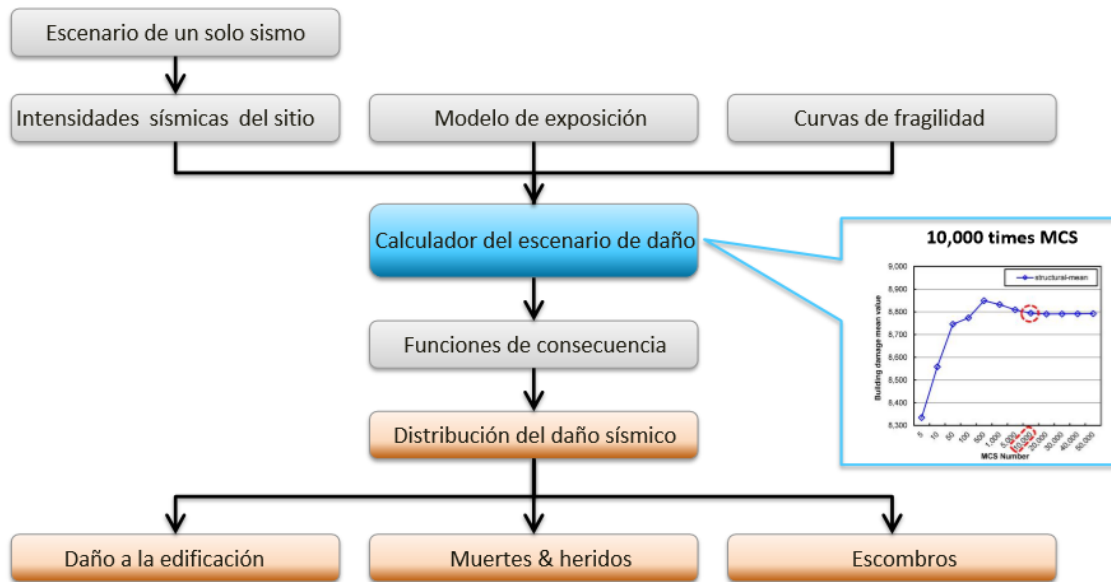 Escenario de un solo sismo
Intensidades sísmicas del sitio
Modelo de exposición
Curvas de fragilidad
Calculador del escenario de daño
10,000 times MCS
structural-mean
Building damage mean value
9,000
8,900
8,800
8,700
8,600
8,500
8,400
8,300
5
10
50
100
500
1,000
5,000
10,000
20,000
30,000
40,000
50,000
MCS Number
Funciones de consecuencia
Distribución del daño sísmico
Daño a la edificación
Muertes & heridos
Escombros